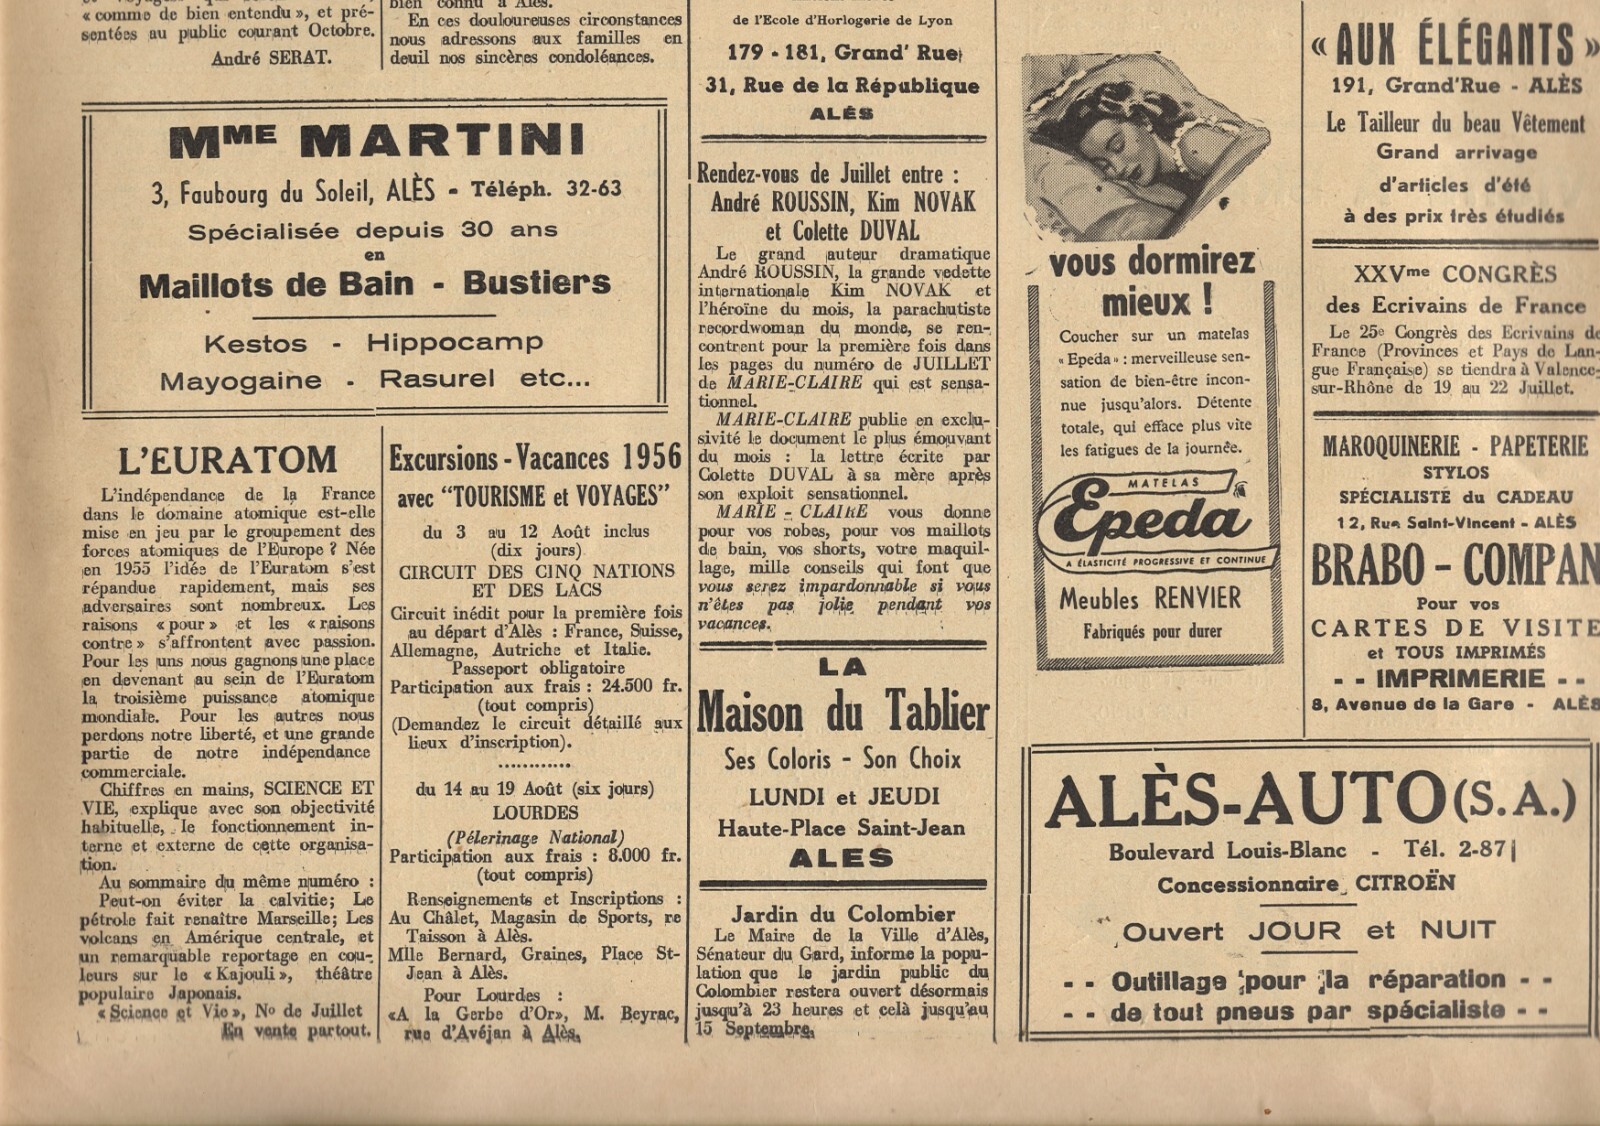 « comme de bien entendu », et pré-
sentées au public courant Octobre.
André SERAT.
bien connu à Alès.
En ces douloureuses circonstances
nous adressons aux familles en
deuil nos sincères condoléances.
Mme MARTINI
3, Faubourg du Soleil, ALÈS - Téléph. 32-63
Spécialisée depuis 30 ans
en
Maillots de Bain - Bustiers
Kestos - Hippocamp
Mayogaine - Rasurel etc...
L'EURATOM
L'indépendance de la France
dans le domaine atomique est-elle
mise en jeu par le groupement des
forces atomiques de l'Europe ? Née
en 1955 l'idée de l'Euratom s'est
répandue rapidement, mais ses
adversaires sont nombreux. Les
raisons « pour » et les « raisons
contre » s'affrontent avec passion.
Pour les uns nous gagnons une place
en devenant au sein de l'Euratom
la troisième puissance atomique
mondiale. Pour les autres nous
perdons notre liberté, et une grande
partie de notre indépendance
commerciale.
Chiffres en mains, SCIENCE ET
VIE, explique avec son objectivité
habituelle, le fonctionnement in-
terne et externe de cette organisa-
tion.
Au sommaire du même numéro :
Peut-on éviter la calvitie; Le
pétrole fait renaître Marseille; Les
volcans en Amérique centrale, et
un remarquable reportage en cou-
leurs sur le « Kajouli », théâtre
populaire Japonais.
« Science et Vie », No de Juillet
En vente partout.
Excursions - Vacances 1956
avec "TOURISME et VOYAGES"
du 3 au 12 Août inclus
(dix jours)
CIRCUIT DES CINQ NATIONS
ET DES LACS
Circuit inédit pour la première fois
au départ d'Alès : France, Suisse,
Allemagne, Autriche et Italie.
Passeport obligatoire
Participation aux frais : 24.500 fr.
(tout compris)
(Demandez le circuit détaillé aux
lieux d'inscription).
............
du 14 au 19 Août (six jours)
LOURDES
(Pélerinage National)
Participation aux frais : 8.000 fr.
(tout compris)
Renseignements et Inscriptions :
Au Châlet, Magasin de Sports, re
Taisson à Alès.
Mlle Bernard, Graines, Place St-
Jean à Alès.
Pour Lourdes :
«A la Gerbe d'Or», M. Beyrac,
rue d'Avéjan à Alès.
de l'Ecole d'Horlogerie de Lyon
179 - 181, Grand' Rue
31, Rue de la République
ALÈS
Rendez-vous de Juillet entre :
André ROUSSIN, Kim NOVAK
et Colette DUVAL
Le grand auteur dramatique
André ROUSSIN, la grande vedette
internationale Kim NOVAK et
l'héroïne du mois, la parachutiste
recordwoman du monde, se ren-
contrent pour la première fois dans
les pages du numéro de JUILLET
de MARIE-CLAIRE qui est sensa-
tionnel.
MARIE-CLAIRE publie en exclu-
sivité le document le plus émouvant
du mois : la lettre écrite par
Colette DUVAL à sa mère après
son exploit sensationnel.
MARIE - CLAIRE vous donne
pour vos robes, pour vos maillots
de bain, vos shorts, votre maquil-
lage, mille conseils qui font que
vous serez impardonnable si vous
n'êtes pas jolie pendant vos
vacances.
LA
Maison du Tablier
Ses Coloris - Son Choix
LUNDI et JEUDI
Haute-Place Saint-Jean
ALES
Jardin du Colombier
Le Maire de la Ville d'Alès,
Sénateur du Gard, informe la popu-
lation que le jardin public du
Colombier restera ouvert désormais
jusqu'à 23 heures et celà jusqu'au
15 Septembre.
vous dormirez
mieux !
Coucher sur un matelas
« Epeda » : merveilleuse sen-
sation de bien-être incon-
nue jusqu'alors. Détente
totale, qui efface plus vite
les fatigues de la journée.
MATELAS
Epeda
A ÉLASTICITÉ PROGRESSIVE ET CONTINUE
Meubles RENVIER
Fabriqués pour durer
« AUX ÉLÉGANTS »
191, Grand'Rue - ALÈS
Le Tailleur du beau Vêtement
Grand arrivage
d'articles d'été
à des prix très étudiés
XXVme CONGRÈS
des Ecrivains de France
Le 25e Congrès des Ecrivains de
France (Provinces et Pays de Lan-
gue Française) se tiendra à Valence-
sur-Rhône de 19 au 22 Juillet.
MAROQUINERIE - PAPETERIE
STYLOS
SPÉCIALISTE du CADEAU
12, Rue Saint-Vincent - ALÈS
BRABO - COMPAN
Pour vos
CARTES DE VISITE
et TOUS IMPRIMÉS
- - IMPRIMERIE - -
8, Avenue de la Gare - ALÈS
ALÈS-AUTO (S.A.)
Boulevard Louis-Blanc - Tél. 2-87
Concessionnaire CITROËN
Ouvert JOUR et NUIT
- - Outillage pour la réparation - -
- - de tout pneus par spécialiste - -